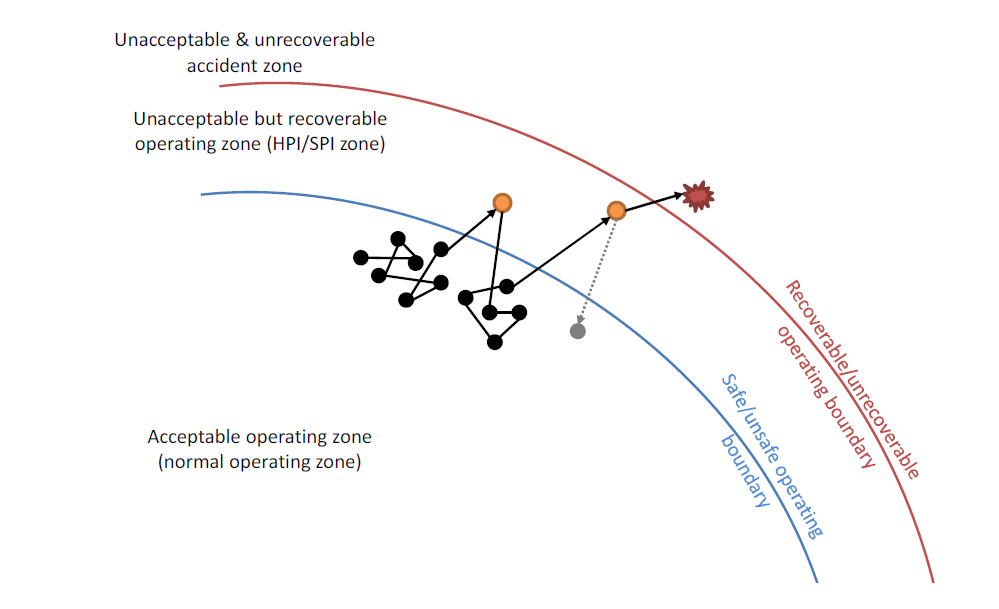 Unacceptable & unrecoverable
accident zone
Unacceptable but recoverable
operating zone (HPI/SPI zone)
Recoverable/unrecoverable
operating boundary
Safe/unsafe operating
boundary
Acceptable operating zone
(normal operating zone)